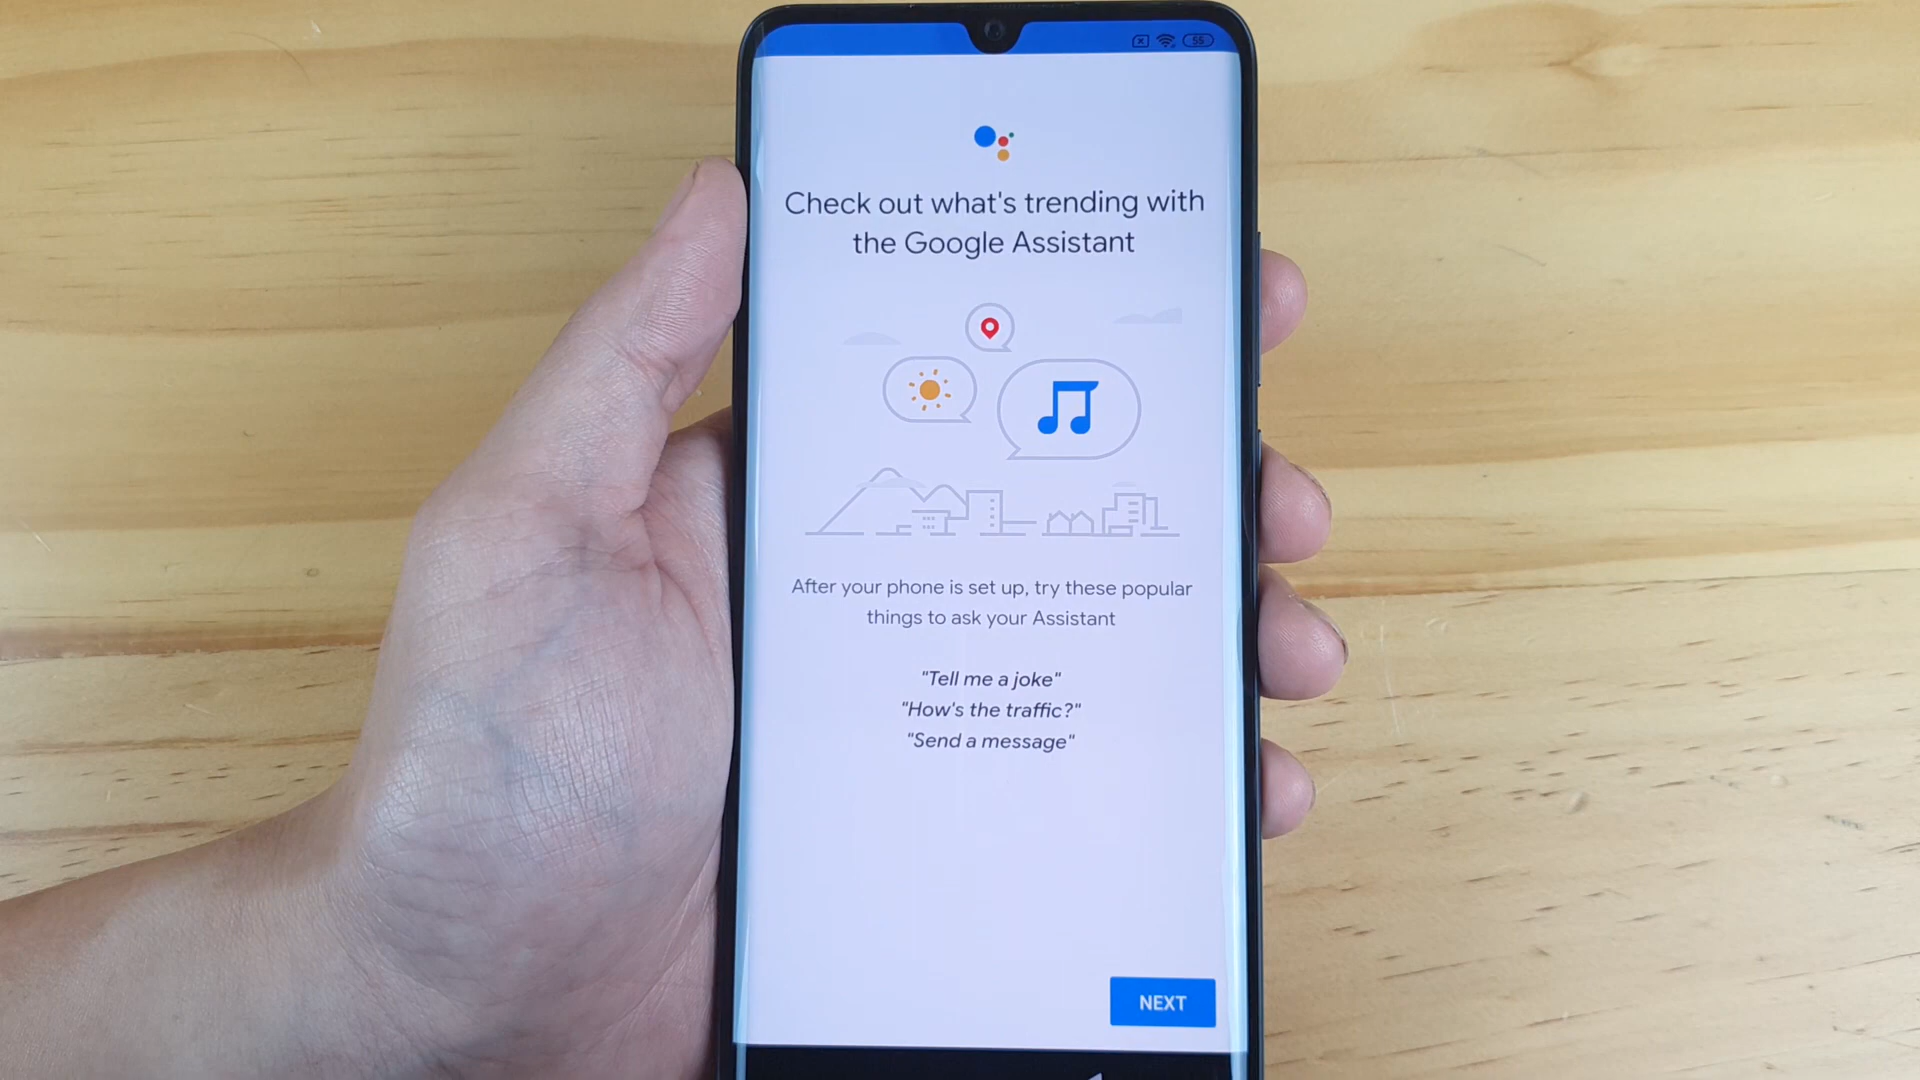 55
Check out what's trending with
the Google Assistant
After your phone is set up, try these popular
things to ask your Assistant
"Tell me a joke"
"How's the traffic?"
"Send a message"
NEXT